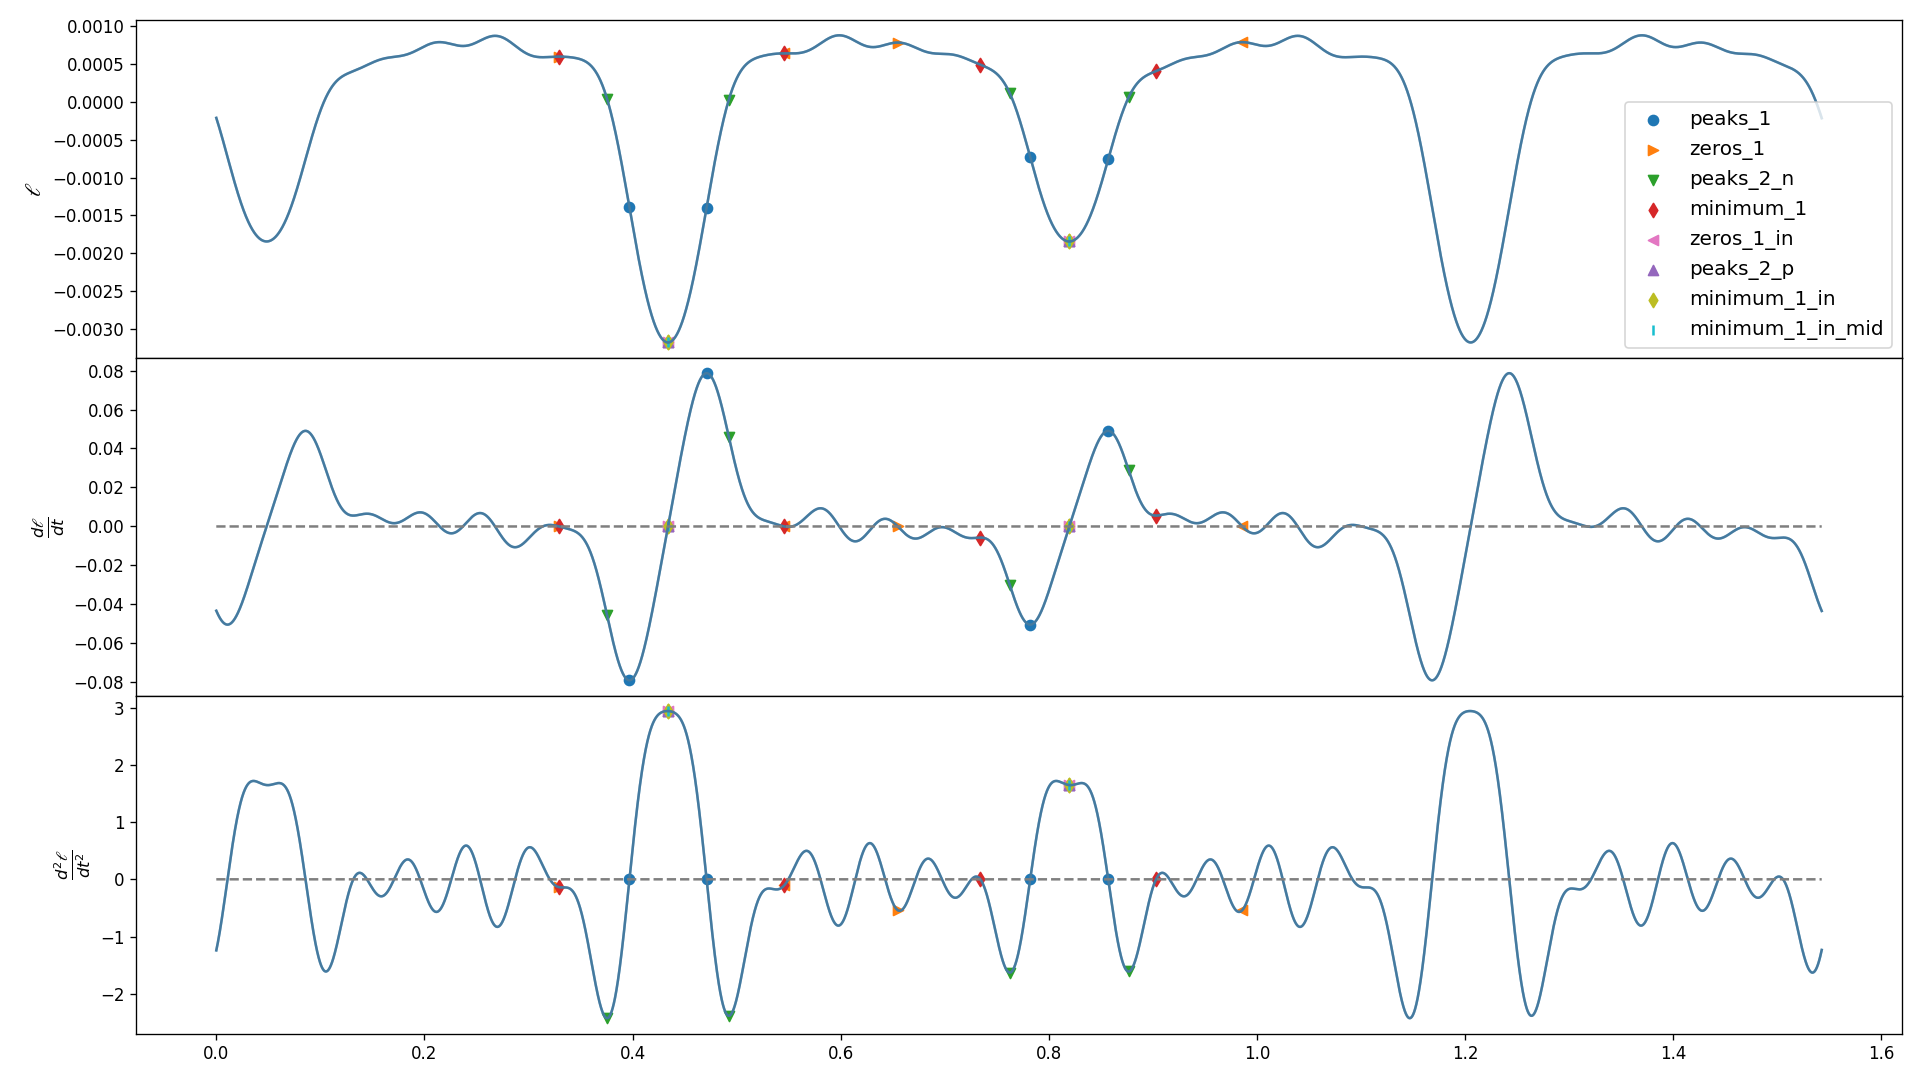 0.0010
0.0005
0.0000
−0.0005
−0.0010
−0.0015
−0.0020
−0.0025
−0.0030
ℓ
peaks_1
zeros_1
peaks_2_n
minimum_1
zeros_1_in
peaks_2_p
minimum_1_in
minimum_1_in_mid
0.08
0.06
0.04
0.02
0.00
−0.02
−0.04
−0.06
−0.08
dℓ
dt
3
2
1
0
−1
−2
d²ℓ
dt²
0.0 0.2 0.4 0.6 0.8 1.0 1.2 1.4 1.6